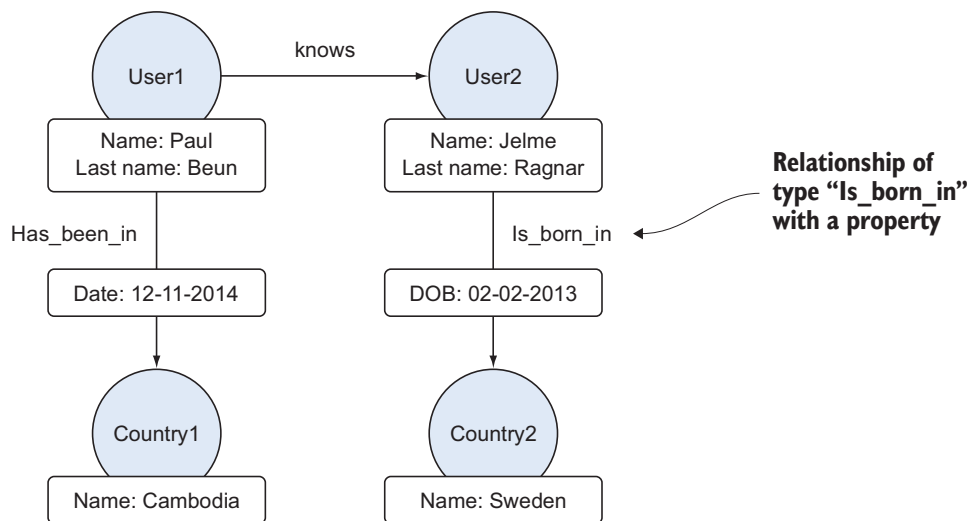 knows
User1
User2
Name: Paul
Last name: Beun
Name: Jelme
Last name: Ragnar
Relationship of
type “Is_born_in”
with a property
Has_been_in
Is_born_in
Date: 12-11-2014
DOB: 02-02-2013
Country1
Country2
Name: Cambodia
Name: Sweden